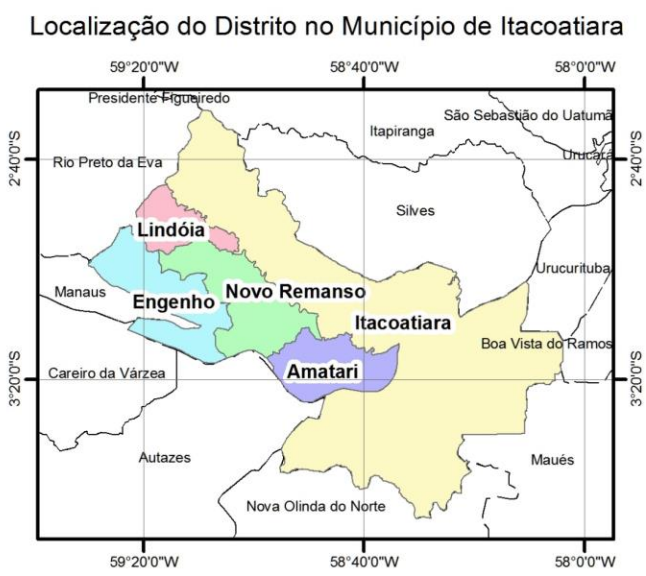 Localização do Distrito no Município de Itacoatiara
59°20'0"W 58°40'0"W 58°0'0"W
Presidente Figueiredo
São Sebastião do Uatumã
Itapiranga
Urucará
2°40'0"S
2°40'0"S
Rio Preto da Eva
Silves
Lindóia
Urucurituba
Manaus
Engenho
Novo Remanso
Itacoatiara
Boa Vista do Ramos
Careiro da Várzea
Amatari
3°20'0"S
3°20'0"S
Autazes
Maués
Nova Olinda do Norte
59°20'0"W 58°40'0"W 58°0'0"W